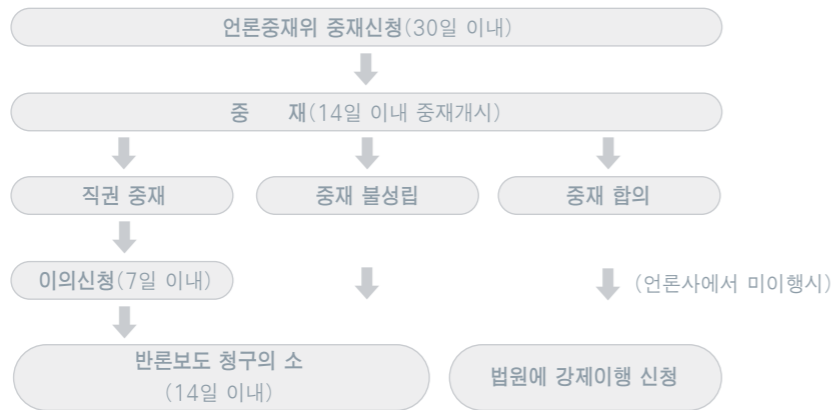 언론중재위 중재신청(30일 이내)
중 재(14일 이내 중재개시)
직권 중재
중재 불성립
중재 합의
이의신청(7일 이내)
(언론사에서 미이행시)
반론보도 청구의 소
(14일 이내)
법원에 강제이행 신청